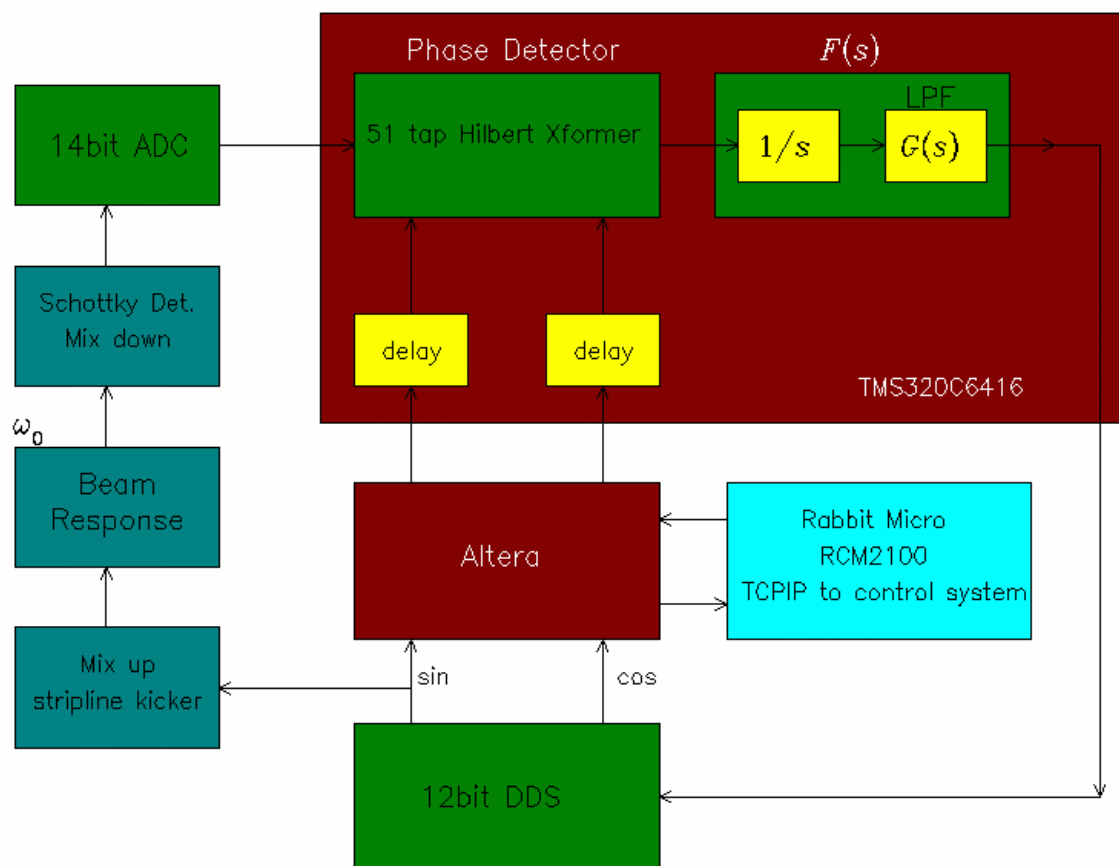 Phase Detector
F(s)
14bit ADC
51 tap Hilbert Xformer
LPF
1/s
G(s)
Schottky Det.
Mix down
delay
delay
TMS320C6416
ω0
Beam
Response
Altera
Rabbit Micro
RCM2100
TCPIP to control system
Mix up
stripline kicker
sin
cos
12bit DDS